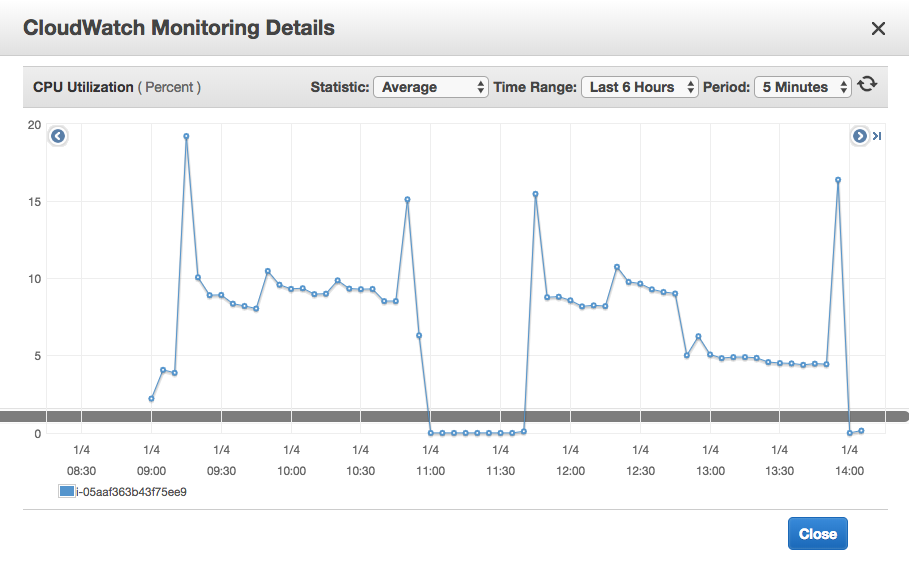 CloudWatch Monitoring Details
CPU Utilization ( Percent ) Statistic: Average Time Range: Last 6 Hours Period: 5 Minutes
20
15
10
5
0
1/4 1/4 1/4 1/4 1/4 1/4 1/4 1/4 1/4 1/4 1/4 1/4
08:30 09:00 09:30 10:00 10:30 11:00 11:30 12:00 12:30 13:00 13:30 14:00
i-05aaf363b43f75ee9
Close